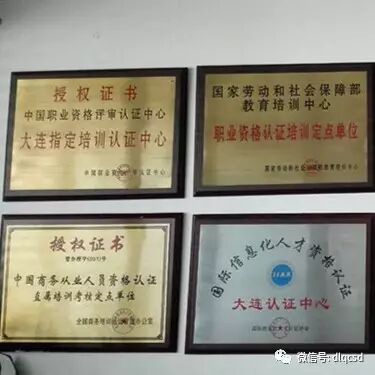 授权证书
中国职业资格评审认证中心
大连指定培训认证中心
国家劳动和社会保障部
教育培训中心
职业资格认证培训定点单位
授权证书
中国商务从业人员资格认证
直属培训考核定点单位
国际信息化人才资格认证
大连认证中心
微信号: dlqcsd